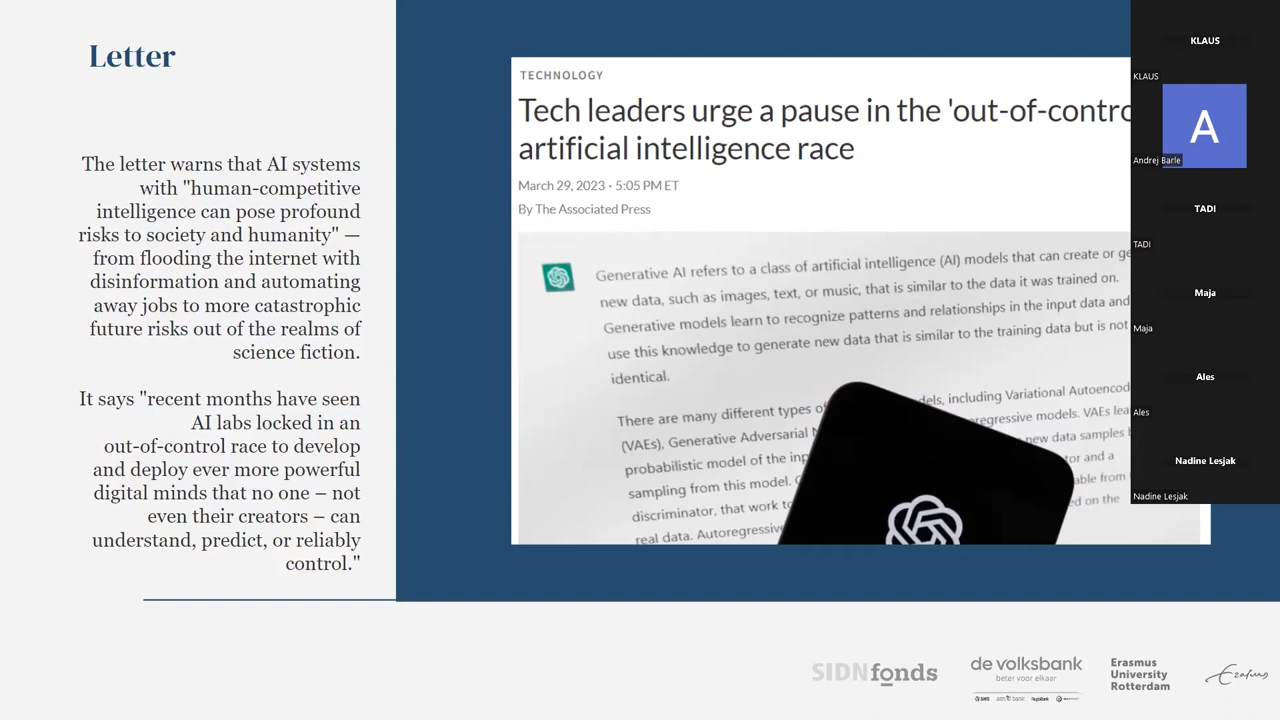 Letter
The letter warns that AI systems
with "human-competitive
intelligence can pose profound
risks to society and humanity" —
from flooding the internet with
disinformation and automating
away jobs to more catastrophic
future risks out of the realms of
science fiction.
It says "recent months have seen
AI labs locked in an
out-of-control race to develop
and deploy ever more powerful
digital minds that no one – not
even their creators – can
understand, predict, or reliably
control."
TECHNOLOGY
Tech leaders urge a pause in the 'out-of-contro
artificial intelligence race
March 29, 2023 · 5:05 PM ET
By The Associated Press
Generative AI refers to a class of artificial intelligence (AI) models that can create or ge
new data, such as images, text, or music, that is similar to the data it was trained on.
Generative models learn to recognize patterns and relationships in the input data and
use this knowledge to generate new data that is similar to the training data but is not
identical.
There are many different types of dels, including Variational Autoencod
(VAEs), Generative Adversarial regressive models. VAEs lea
probabilistic model of the inp new data samples b
sampling from this model. tor and a
discriminator, that work to able from
real data. Autoregressiv ed on the
KLAUS
KLAUS
A
Andrej Barle
TADI
TADI
Maja
Maja
Ales
Ales
Nadine Lesjak
Nadine Lesjak
SIDNfonds
de volksbank
beter voor elkaar
Erasmus
University
Rotterdam
Erasmus